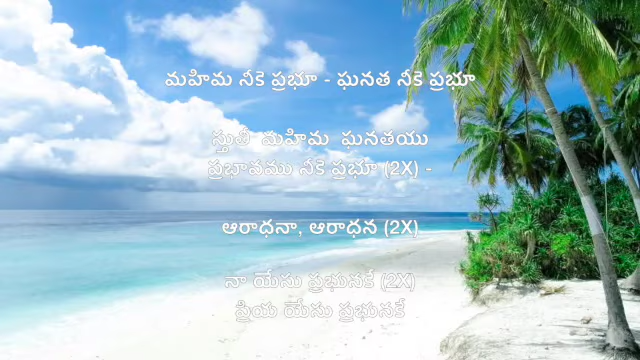 మహిమ నీకె ప్రభూ - ఘనత నీకె ప్రభూ
స్తుతీ మహిమ ఘనతయు
ప్రభావము నీకె ప్రభూ (2X) -
ఆరాధనా, ఆరాధన (2X)
నా యేసు ప్రభునకే (2X)
ప్రియ యేసు ప్రభునకే